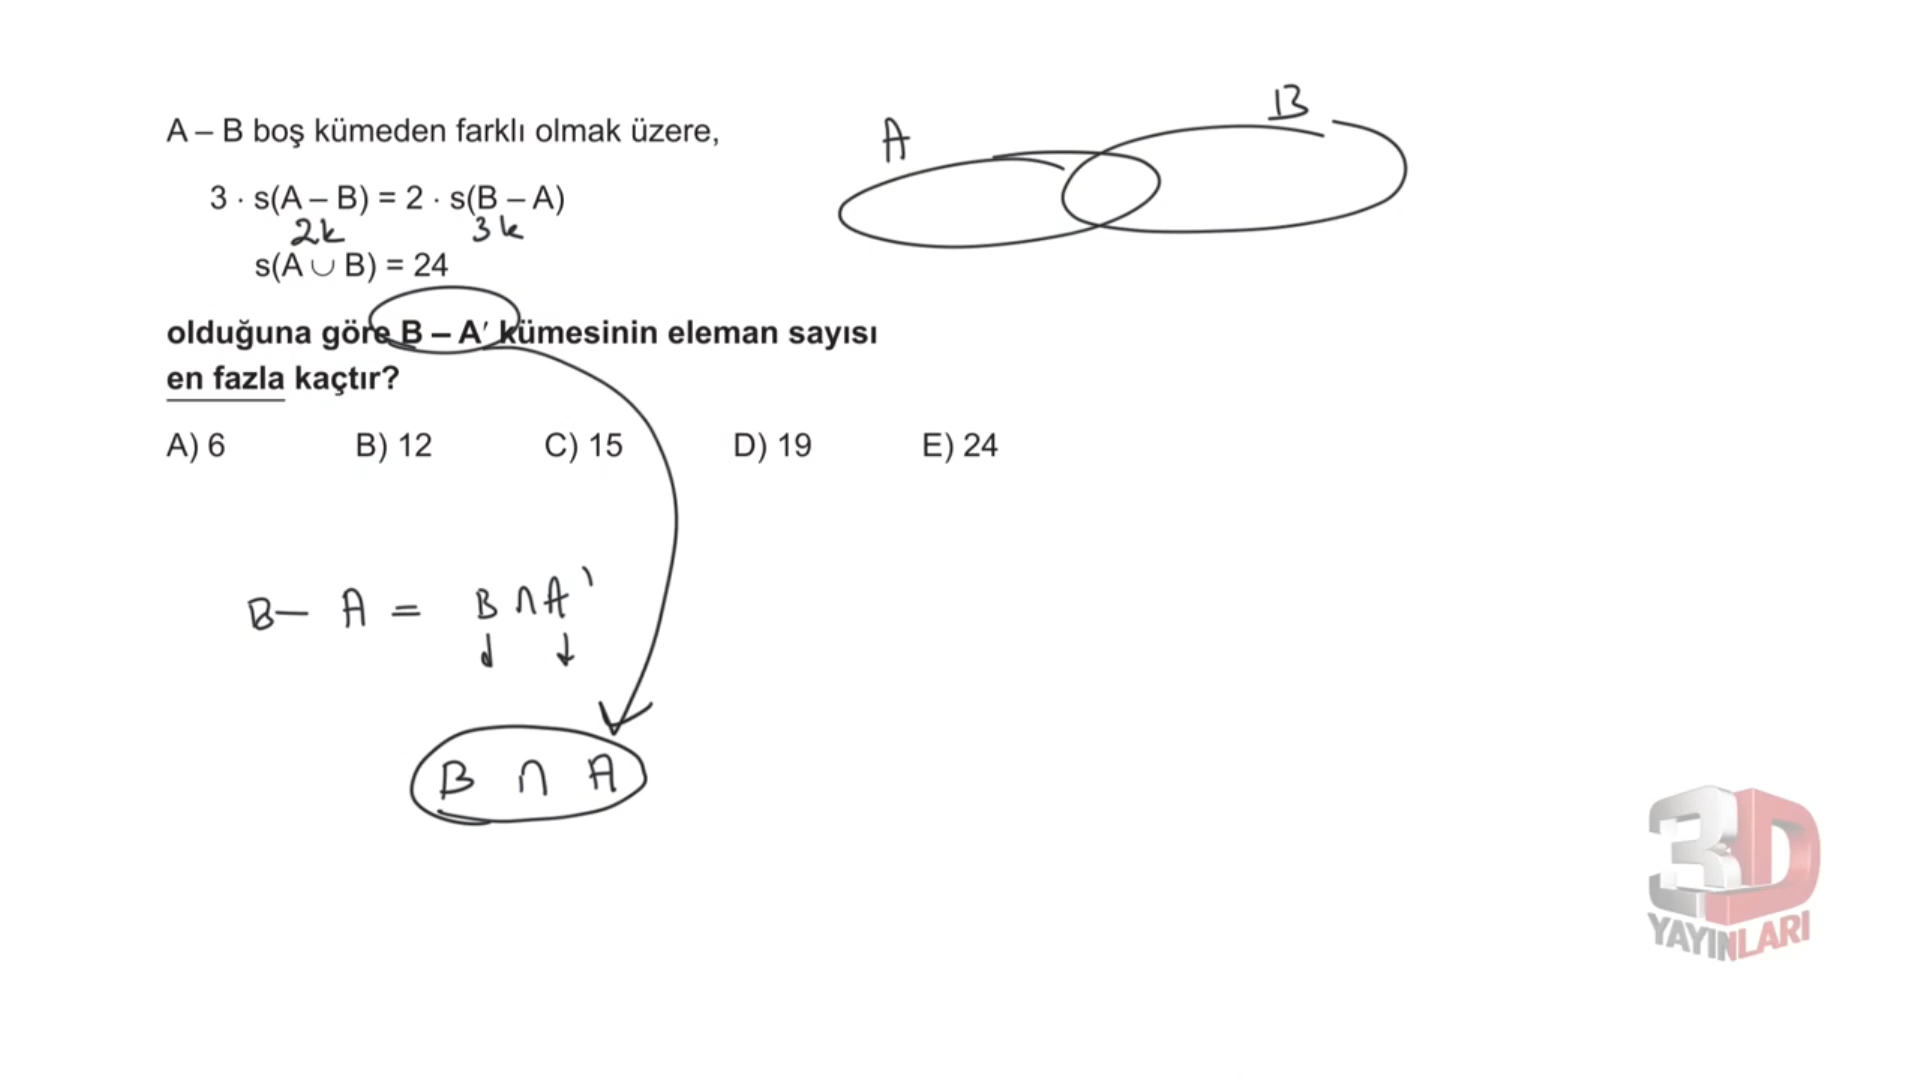 A – B boş kümeden farklı olmak üzere,
3 · s(A – B) = 2 · s(B – A)
2k 3k
s(A ∪ B) = 24
olduğuna göre B – A′ kümesinin eleman sayısı
en fazla kaçtır?
A) 6 B) 12 C) 15 D) 19 E) 24
A B
B – A = B ∩ A'
B ∩ A
3D
YAYINLARI